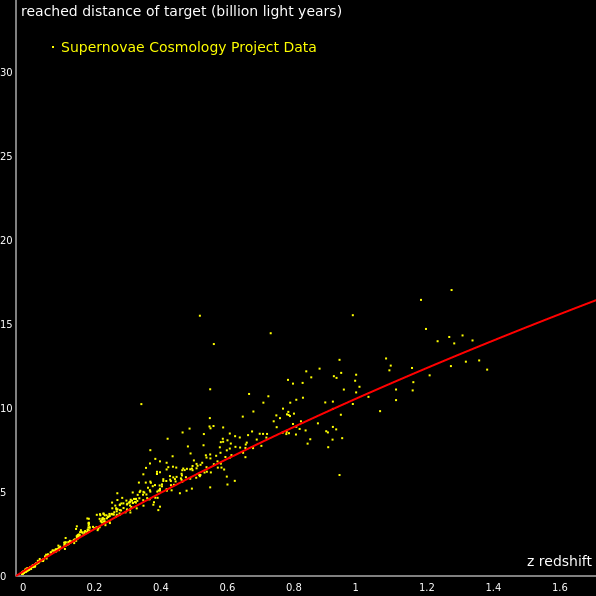 reached distance of target (billion light years)
Supernovae Cosmology Project Data
30
25
20
15
10
5
z redshift
0
0 0.2 0.4 0.6 0.8 1 1.2 1.4 1.6